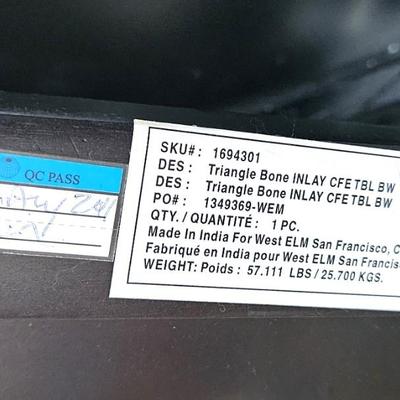 QC PASS
SKU#: 1694301
DES : Triangle Bone INLAY CFE TBL BW
DES : Triangle Bone INLAY CFE TBL BW
PO# : 1349369-WEM
QTY. / QUANTITÉ : 1 PC.
Made In India For West ELM San Francisco, C
Fabriqué en India pour West ELM San Francisc
WEIGHT: Poids : 57.111 LBS / 25.700 KGS.